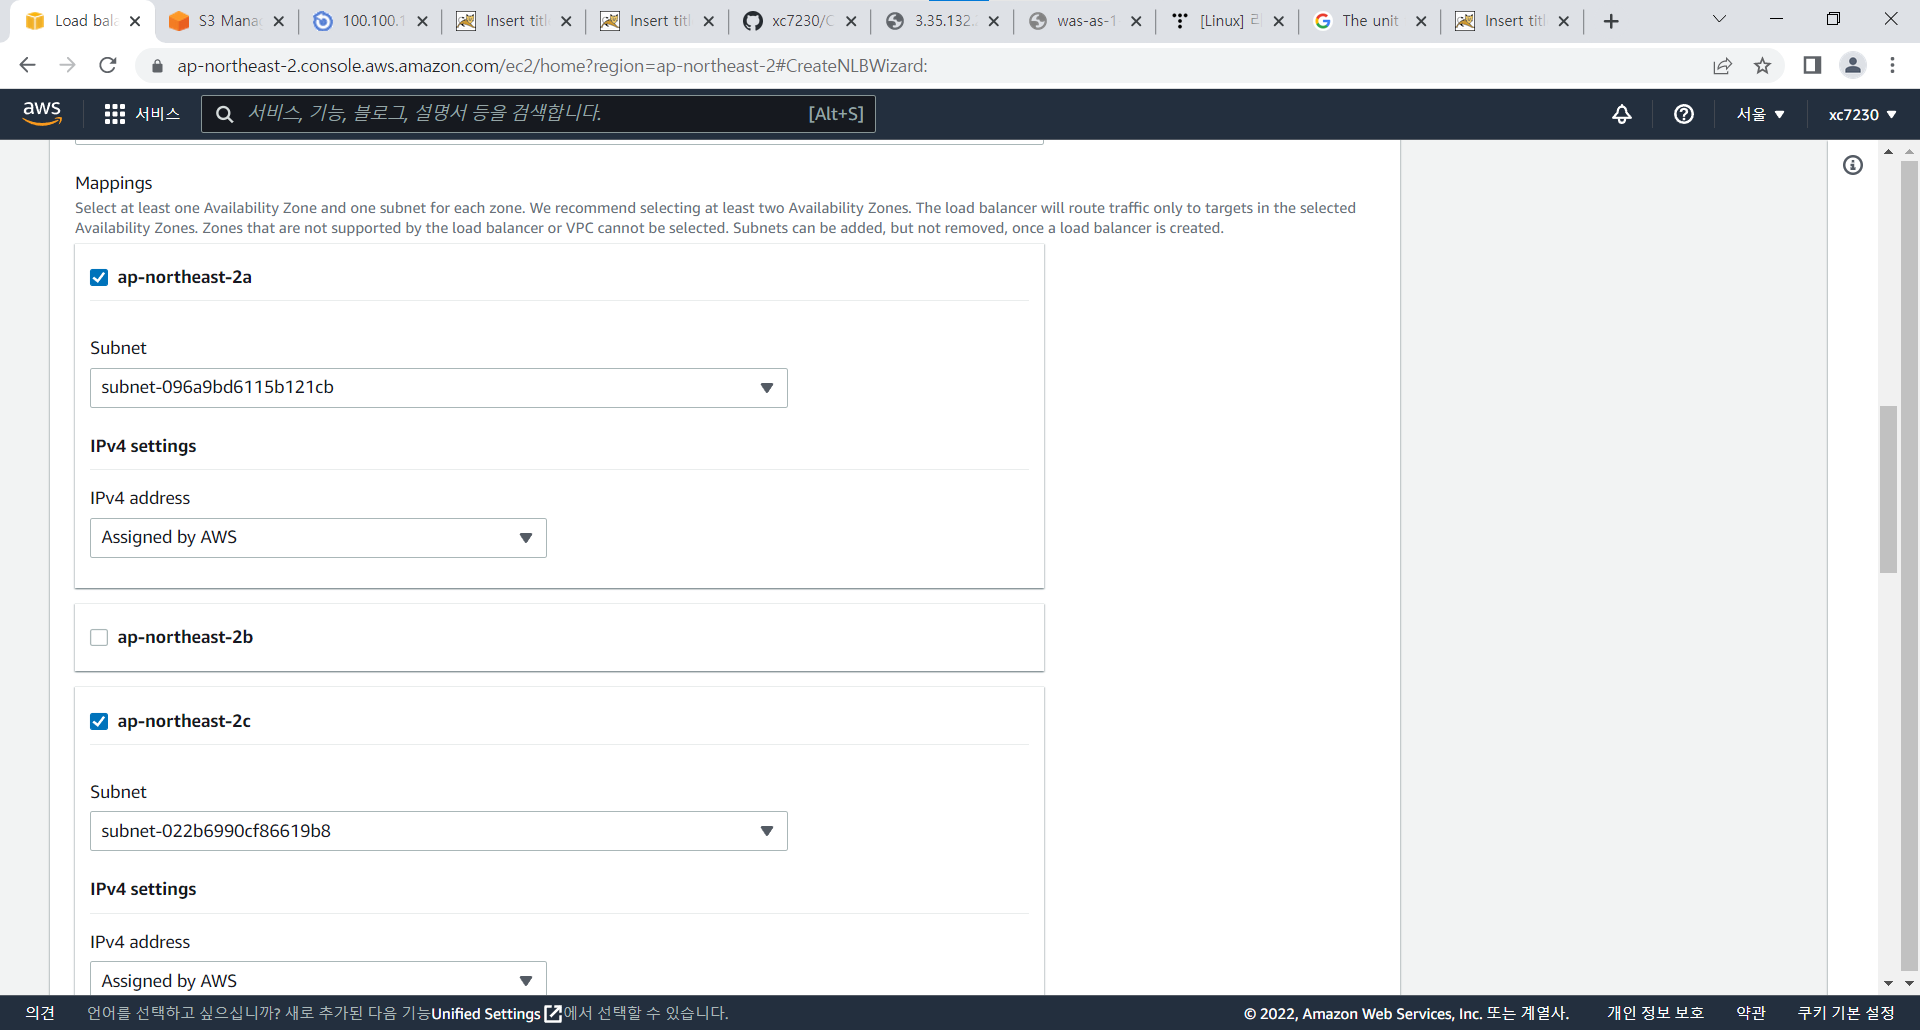 Load bala
S3 Mana
100.100.1
Insert titl
Insert titl
xc7230/C
3.35.132.
was-as-1
[Linux] 리
The unit
Insert titl
ap-northeast-2.console.aws.amazon.com/ec2/home?region=ap-northeast-2#CreateNLBWizard:
aws
서비스
서비스, 기능, 블로그, 설명서 등을 검색합니다.
[Alt+S]
서울
xc7230
Mappings
Select at least one Availability Zone and one subnet for each zone. We recommend selecting at least two Availability Zones. The load balancer will route traffic only to targets in the selected
Availability Zones. Zones that are not supported by the load balancer or VPC cannot be selected. Subnets can be added, but not removed, once a load balancer is created.
ap-northeast-2a
Subnet
subnet-096a9bd6115b121cb
IPv4 settings
IPv4 address
Assigned by AWS
ap-northeast-2b
ap-northeast-2c
Subnet
subnet-022b6990cf86619b8
IPv4 settings
IPv4 address
Assigned by AWS
의견
언어를 선택하고 싶으십니까? 새로 추가된 다음 기능Unified Settings에서 선택할 수 있습니다.
© 2022, Amazon Web Services, Inc. 또는 계열사.
개인 정보 보호
약관
쿠키 기본 설정